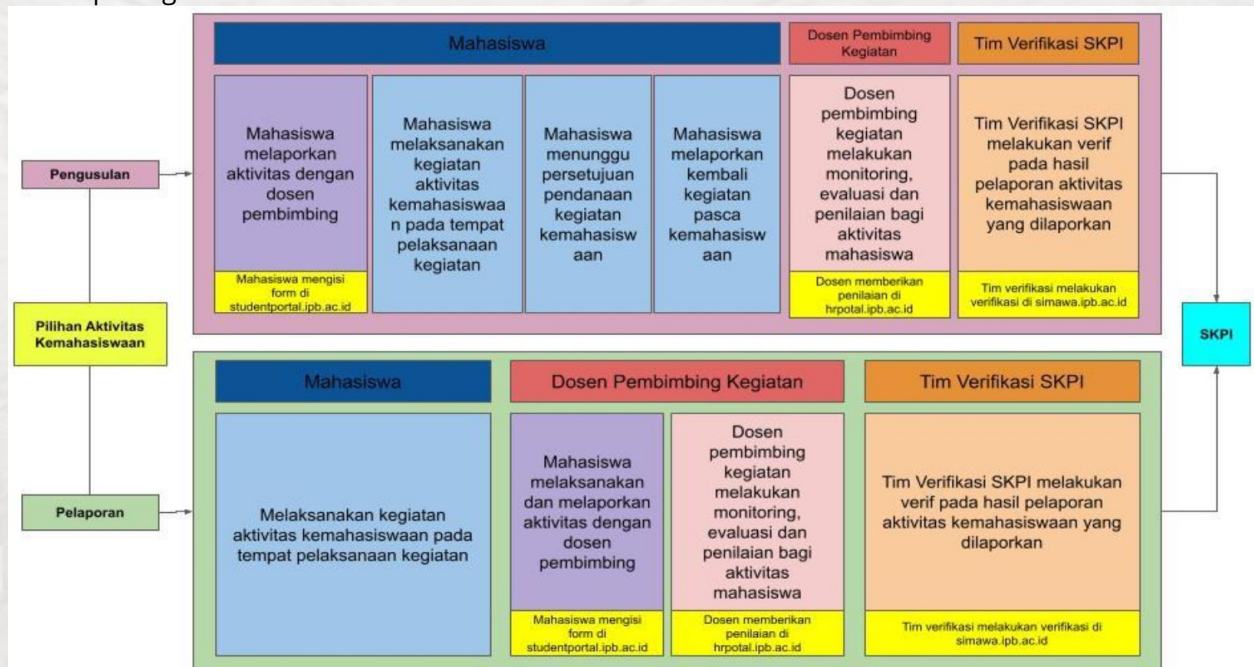 Mahasiswa
Dosen Pembimbing
Kegiatan
Tim Verifikasi SKPI
Mahasiswa
melaporkan
aktivitas dengan
dosen
pembimbing
Mahasiswa mengisi
form di
studentportal.ipb.ac.id
Mahasiswa
melaksanakan
kegiatan
aktivitas
kemahasiswaa
n pada tempat
pelaksanaan
kegiatan
Mahasiswa
menunggu
persetujuan
pendanaan
kegiatan
kemahasisw
aan
Mahasiswa
melaporkan
kembali
kegiatan
pasca
kemahasisw
aan
Dosen
pembimbing
kegiatan
melakukan
monitoring,
evaluasi dan
penilaian bagi
aktivitas
mahasiswa
Dosen memberikan
penilaian di
hrpotal.ipb.ac.id
Tim Verifikasi SKPI
melakukan verif
pada hasil
pelaporan aktivitas
kemahasiswaan
yang dilaporkan
Tim verifikasi melakukan
verifikasi di simawa.ipb.ac.id
Pengusulan
Pilihan Aktivitas
Kemahasiswaan
Pelaporan
SKPI
Mahasiswa
Dosen Pembimbing Kegiatan
Tim Verifikasi SKPI
Melaksanakan kegiatan
aktivitas kemahasiswaan pada
tempat pelaksanaan kegiatan
Mahasiswa
melaksanakan
dan melaporkan
aktivitas dengan
dosen
pembimbing
Mahasiswa mengisi
form di
studentportal.ipb.ac.id
Dosen
pembimbing
kegiatan
melakukan
monitoring,
evaluasi dan
penilaian bagi
aktivitas
mahasiswa
Dosen memberikan
penilaian di
hrpotal.ipb.ac.id
Tim Verifikasi SKPI melakukan
verif pada hasil pelaporan
aktivitas kemahasiswaan yang
dilaporkan
Tim verifikasi melakukan verifikasi di
simawa.ipb.ac.id